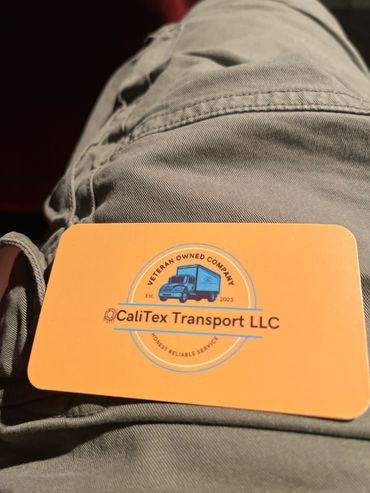 VETERAN OWNED COMPANY
Est. 2023
CaliTex Transport LLC
HONEST RELIABLE SERVICE